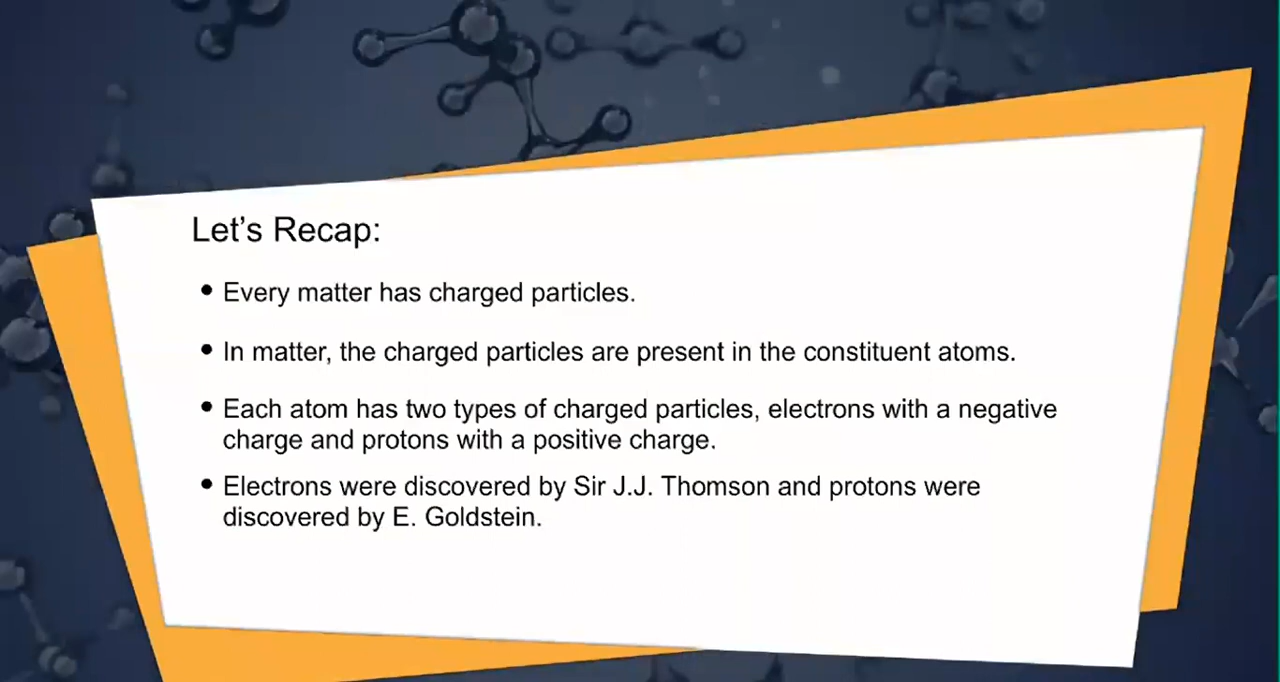 Let’s Recap:
• Every matter has charged particles.
• In matter, the charged particles are present in the constituent atoms.
• Each atom has two types of charged particles, electrons with a negative
charge and protons with a positive charge.
• Electrons were discovered by Sir J.J. Thomson and protons were
discovered by E. Goldstein.